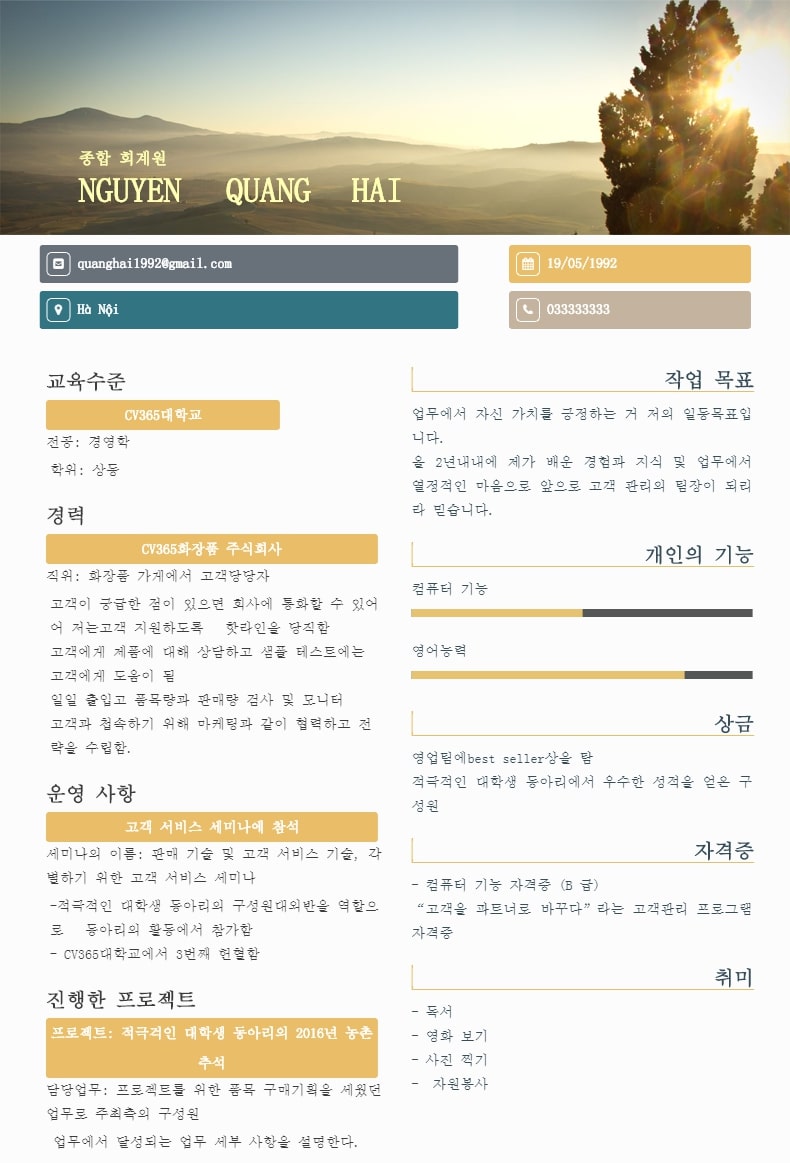 종합 회계원
NGUYEN QUANG HAI
quanghai1992@gmail.com
19/05/1992
Hà Nội
033333333
교육수준
CV365대학교
전공: 경영학
학위: 상등
경력
CV365화장품 주식회사
직위: 화장품 가게에서 고객당당자
고객이 궁금한 점이 있으면 회사에 통화할 수 있어
어 저는고객 지원하도록 핫라인을 당직함
고객에게 제품에 대해 상담하고 샘플 테스트에는
고객에게 도움이 됨
일일 출입고 품목량과 판매량 검사 및 모니터
고객과 접속하기 위해 마케팅과 같이 협력하고 전
략을 수립함.
운영 사항
고객 서비스 세미나에 참석
세미나의 이름: 판매 기술 및 고객 서비스 기술, 각
별하기 위한 고객 서비스 세미나
-적극적인 대학생 동아리의 구성원대외반을 역할으
로 동아리의 활동에서 참가함
- CV365대학교에서 3번째 헌혈함
진행한 프로젝트
프로젝트: 적극걱인 대학생 동아리의 2016년 농촌
추석
담당업무: 프로젝트를 위한 품목 구매기획을 세웠던
업무로 주최측의 구성원
업무에서 달성되는 업무 세부 사항을 설명한다.
작업 목표
업무에서 자신 가치를 긍정하는 거 저의 일등목표입
니다.
올 2년내내에 제가 배운 경험과 지식 및 업무에서
열정적인 마음으로 앞으로 고객 관리의 팀장이 되리
라 믿습니다.
개인의 기능
컴퓨터 기능
영어능력
상금
영업팀에best seller상을 탐
적극적인 대학생 동아리에서 우수한 성적을 얻은 구
성원
자격증
- 컴퓨터 기능 자격증 (B 급)
“고객을 파트너로 바꾸다”라는 고객관리 프로그램
자격증
취미
- 독서
- 영화 보기
- 사진 찍기
- 자원봉사